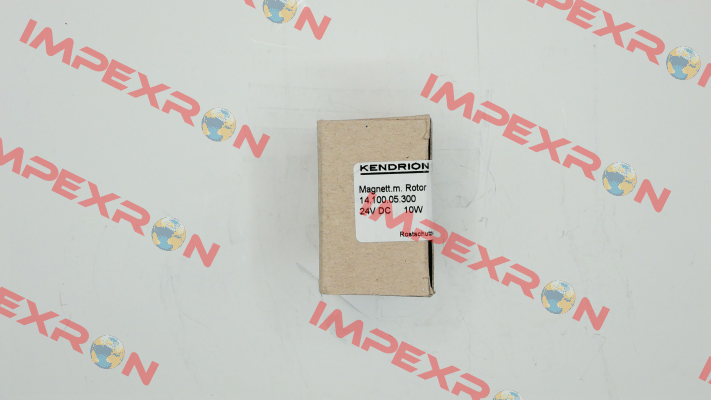 IMPEXRON
IMPEXRON
IMPEXRON
IMPEXRON
KENDRION
Magnett.m. Rotor
14.100.05.300
24V DC 10W
IMPEXRON
IMPEXRON
IMPEXRON
IMPEXRON